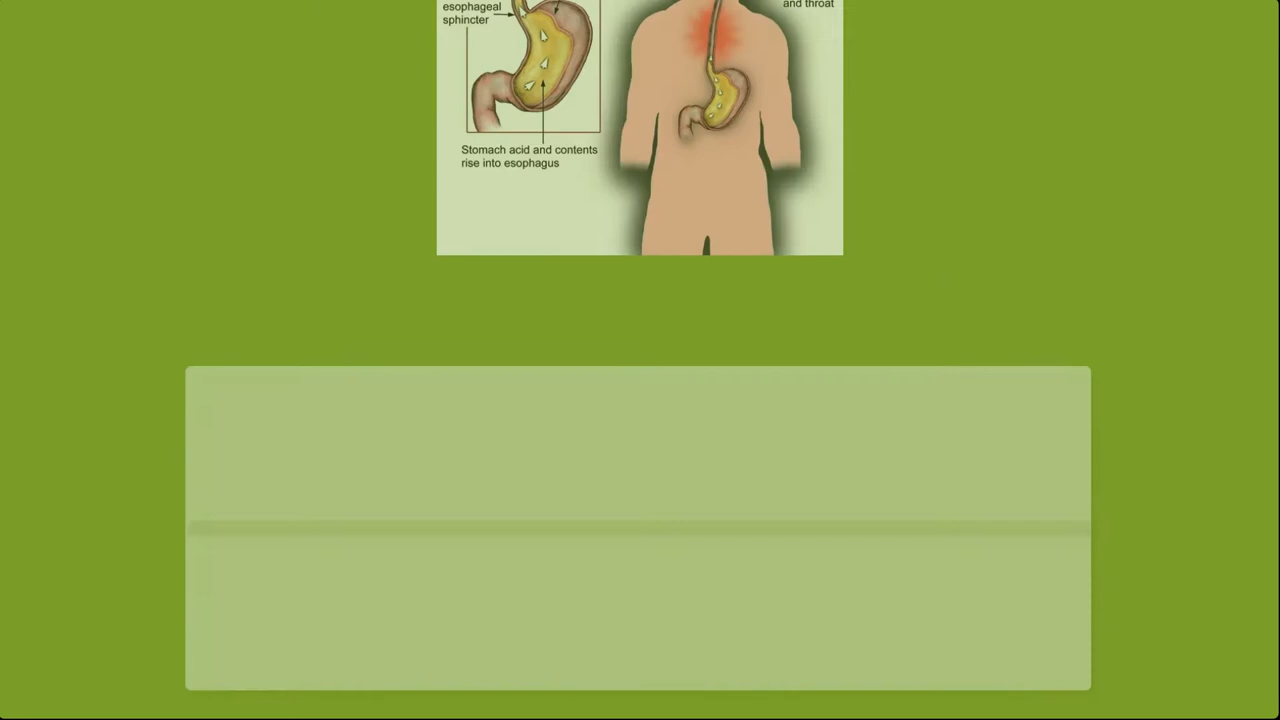 esophageal
sphincter
and throat
Stomach acid and contents
rise into esophagus